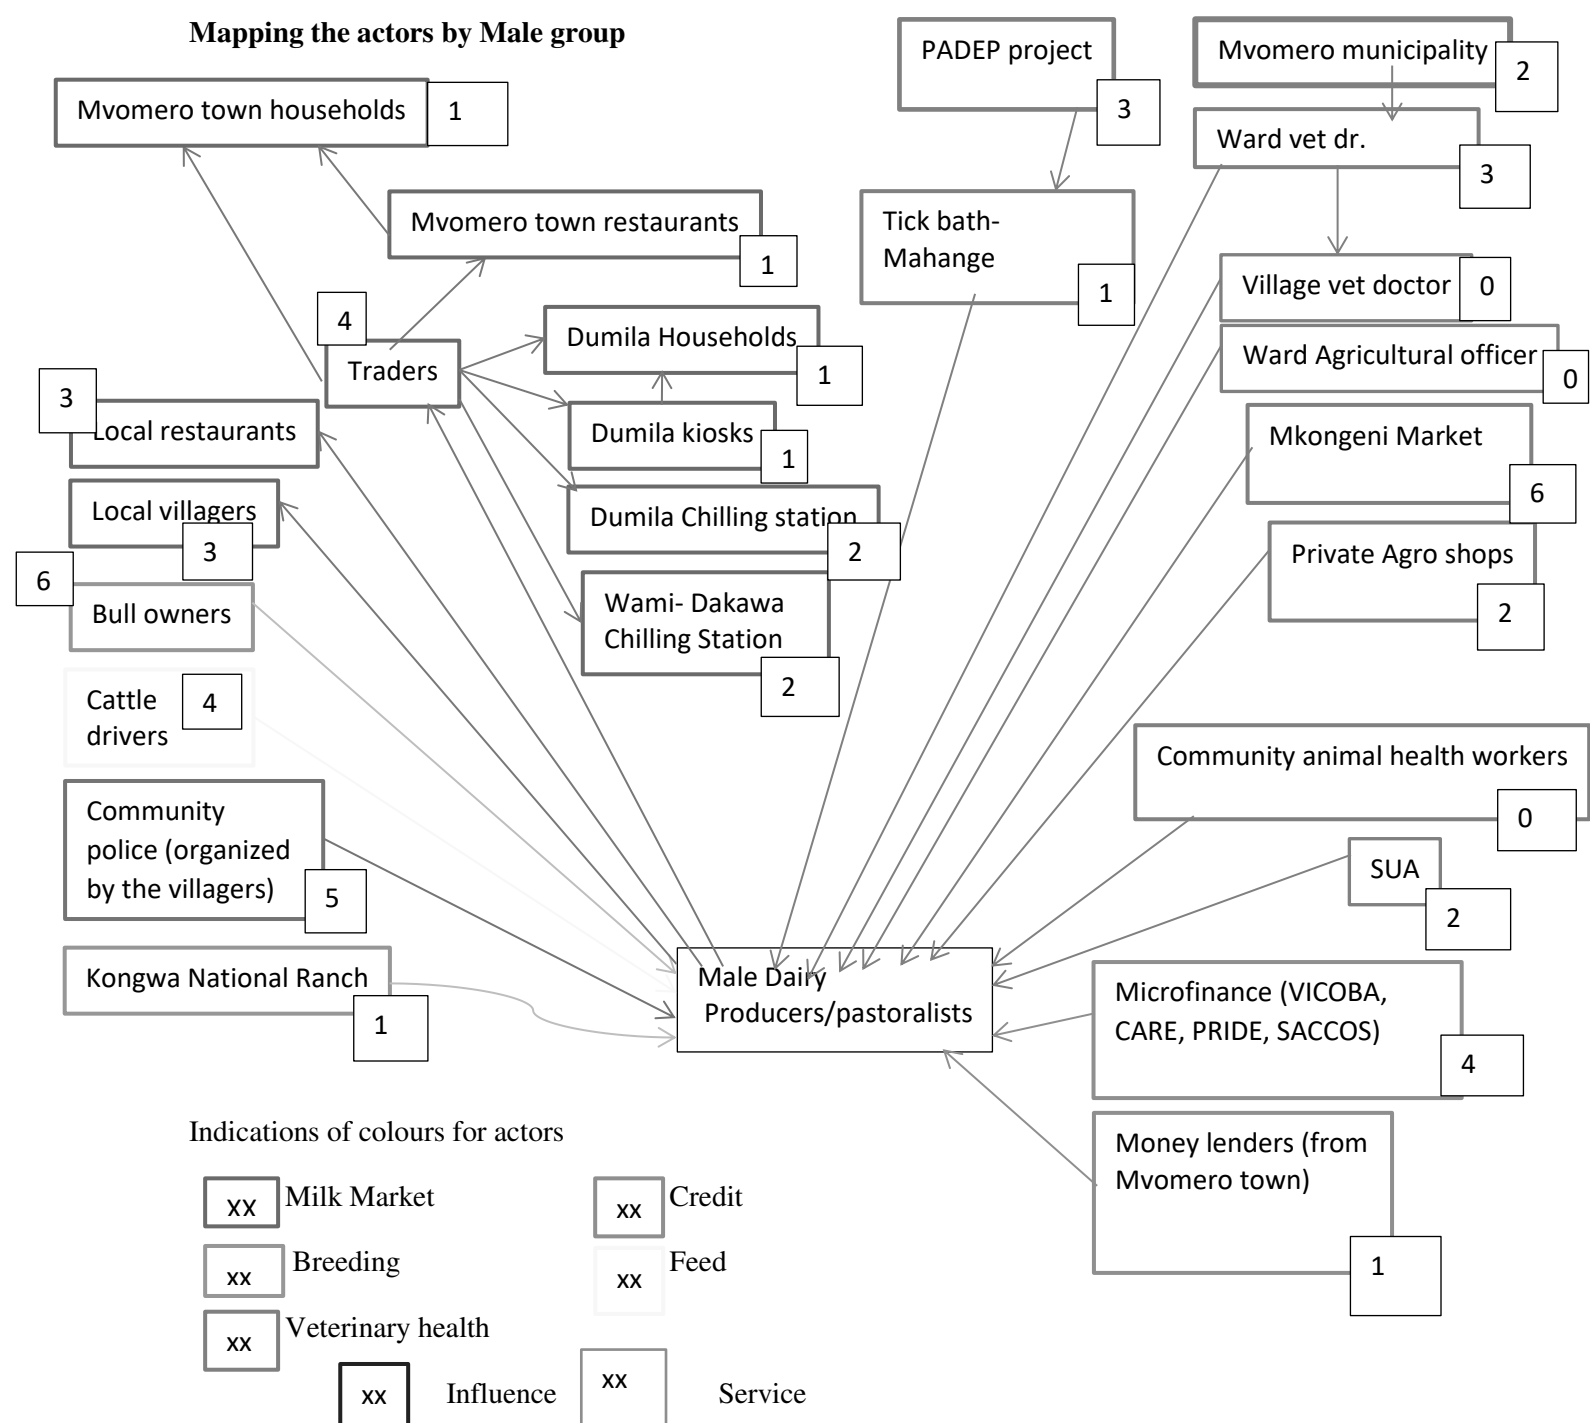 Mapping the actors by Male group
PADEP project
3
Mvomero municipality
2
Mvomero town households
1
Ward vet dr.
3
Mvomero town restaurants
1
Tick bath-
Mahange
1
Village vet doctor
0
4
Traders
Dumila Households
1
Ward Agricultural officer
0
3
Local restaurants
Dumila kiosks
1
Mkongeni Market
6
Local villagers
3
Dumila Chilling station
2
Private Agro shops
2
6
Bull owners
Wami- Dakawa
Chilling Station
2
Cattle
drivers
4
Community animal health workers
0
Community
police (organized
by the villagers)
5
SUA
2
Kongwa National Ranch
1
Male Dairy
Producers/pastoralists
Microfinance (VICOBA,
CARE, PRIDE, SACCOS)
4
Money lenders (from
Mvomero town)
1
Indications of colours for actors
xx Milk Market
xx Credit
xx Breeding
xx Feed
xx Veterinary health
xx Influence
xx Service